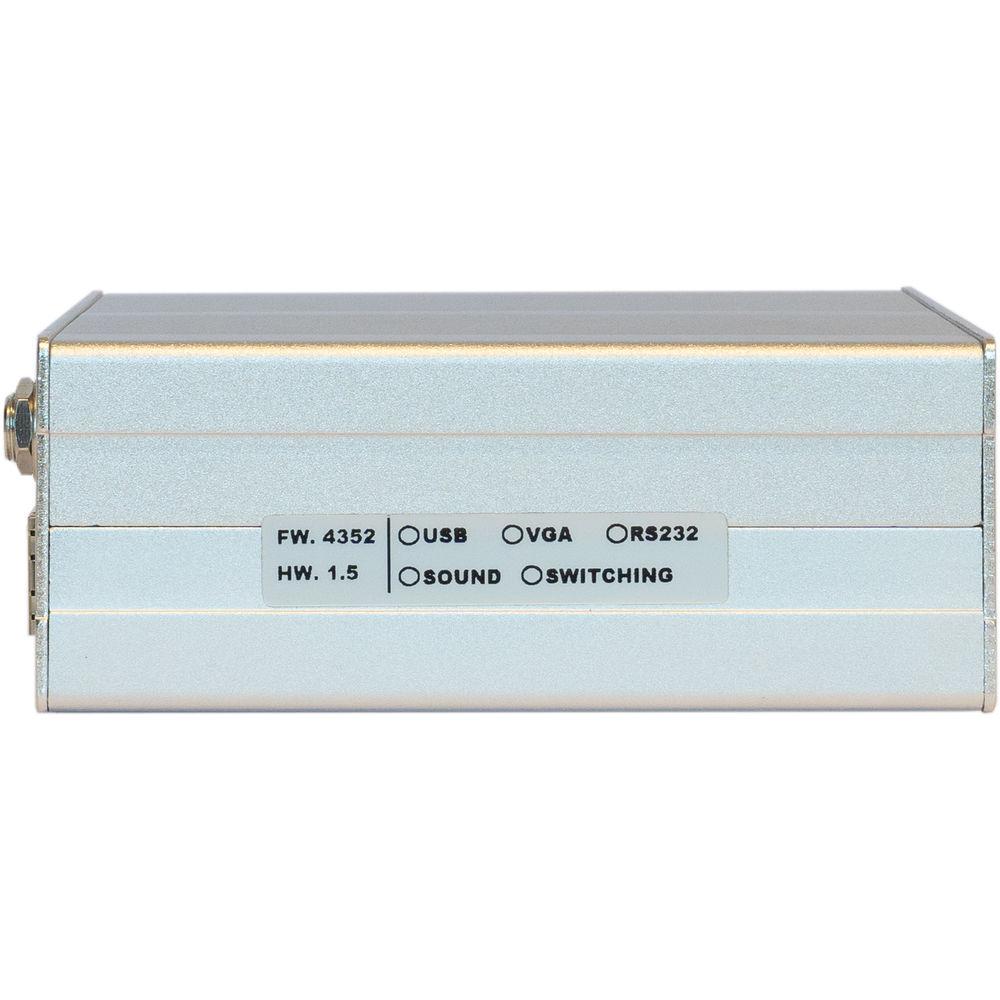 FW. 4352 USB VGA RS232
HW. 1.5 SOUND SWITCHING